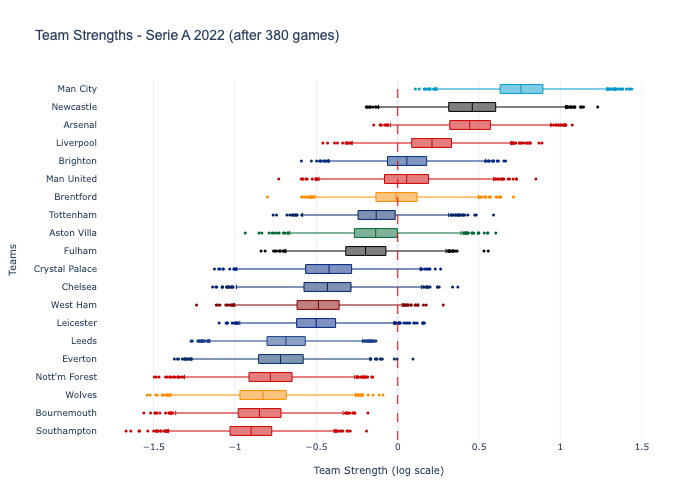 Team Strengths - Serie A 2022 (after 380 games)
Man City
Newcastle
Arsenal
Liverpool
Brighton
Man United
Brentford
Tottenham
Aston Villa
Fulham
Crystal Palace
Chelsea
West Ham
Leicester
Leeds
Everton
Nott'm Forest
Wolves
Bournemouth
Southampton
Teams
−1.5 −1 −0.5 0 0.5 1 1.5
Team Strength (log scale)